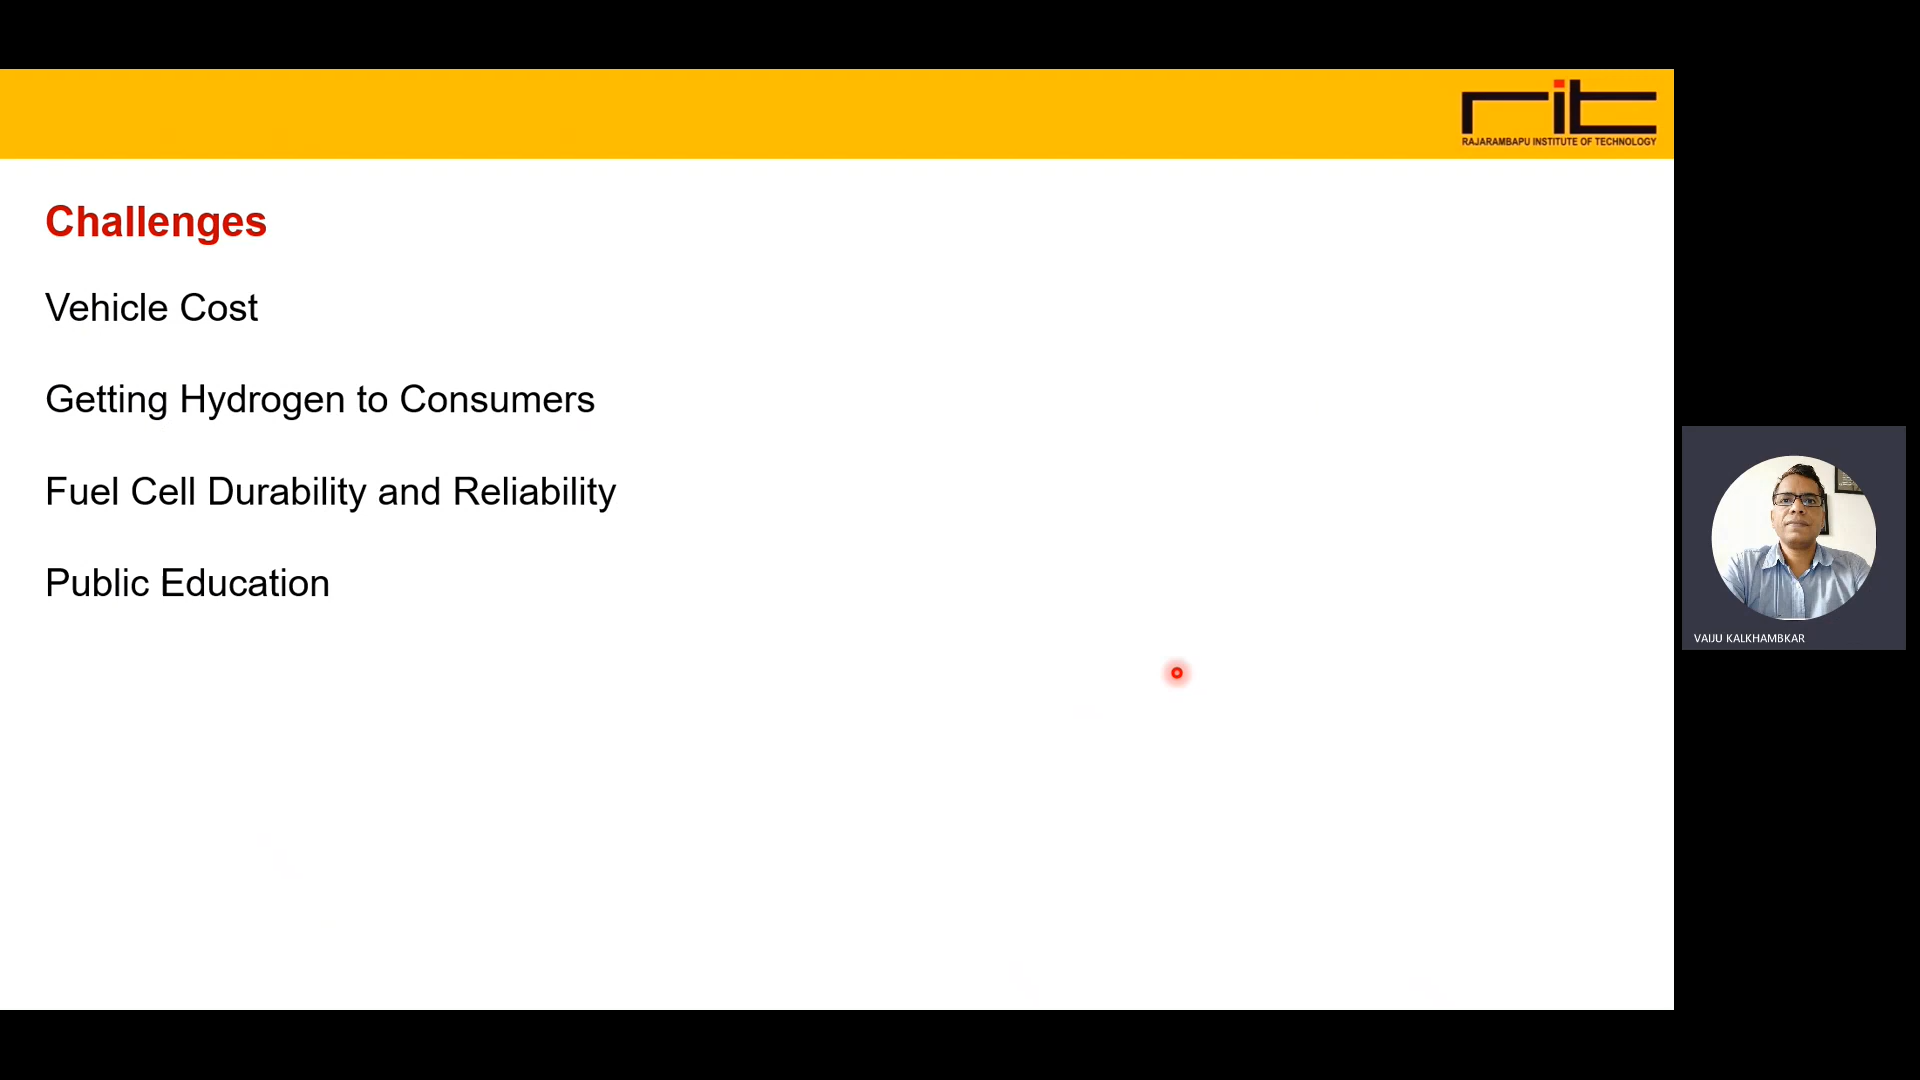 rit
RAJARAMBAPU INSTITUTE OF TECHNOLOGY
Challenges
Vehicle Cost
Getting Hydrogen to Consumers
Fuel Cell Durability and Reliability
Public Education
VAIJU KALKHAMBKAR